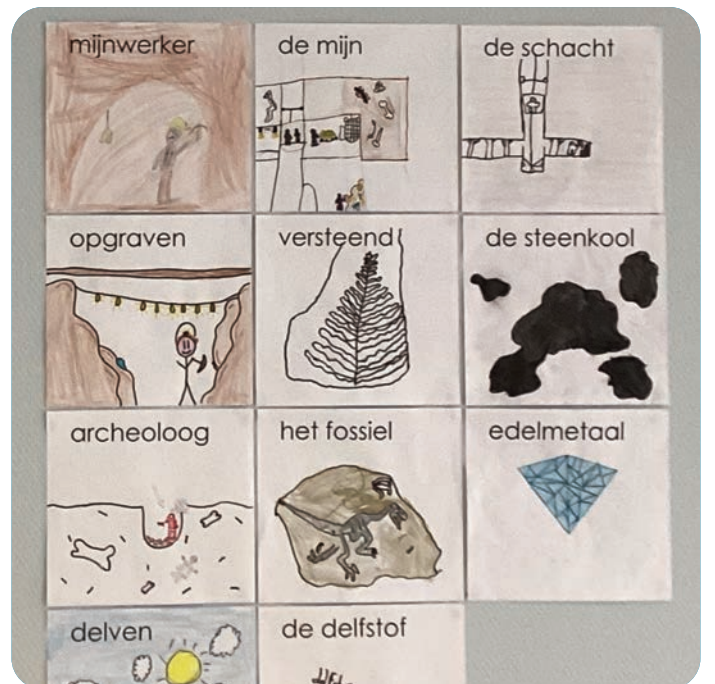 mijnwerker
de mijn
de schacht
opgraven
versteend
de steenkool
archeoloog
het fossiel
edelmetaal
delven
de delfstof